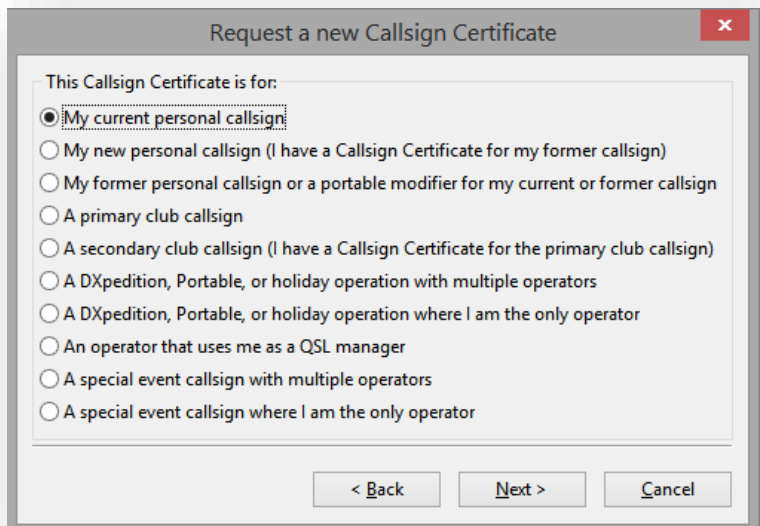 Request a new Callsign Certificate
x
This Callsign Certificate is for:
My current personal callsign
My new personal callsign (I have a Callsign Certificate for my former callsign)
My former personal callsign or a portable modifier for my current or former callsign
A primary club callsign
A secondary club callsign (I have a Callsign Certificate for the primary club callsign)
A DXpedition, Portable, or holiday operation with multiple operators
A DXpedition, Portable, or holiday operation where I am the only operator
An operator that uses me as a QSL manager
A special event callsign with multiple operators
A special event callsign where I am the only operator
< Back Next > Cancel